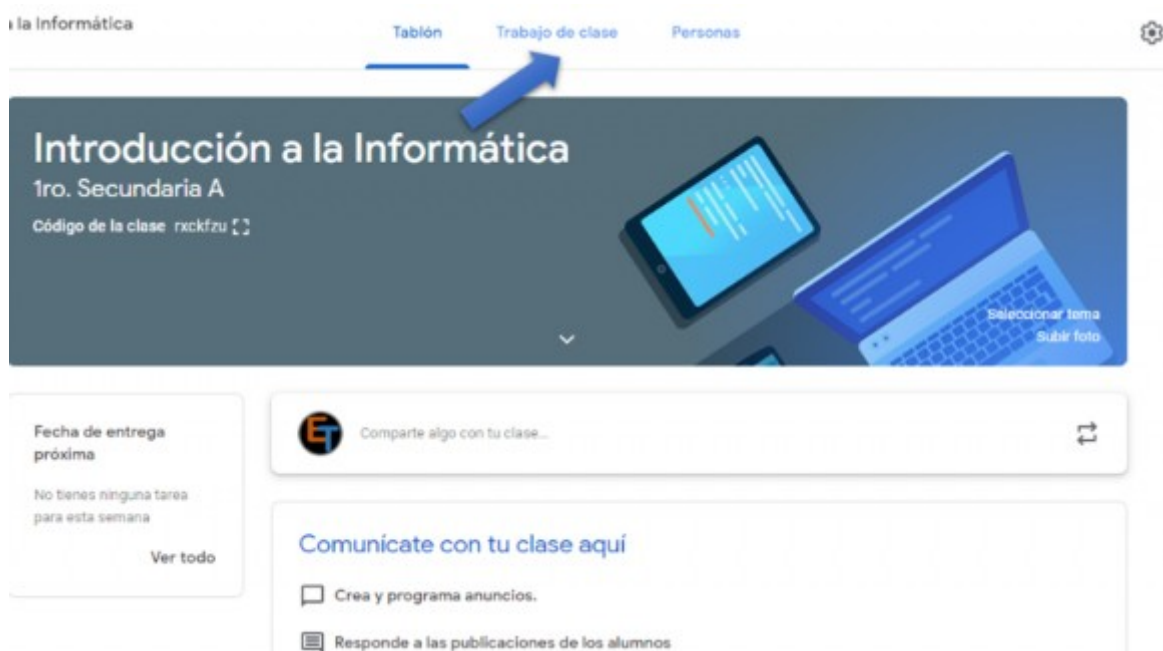 a la Informática
Tablón
Trabajo de clase
Personas
Introducción a la Informática
1ro. Secundaria A
Código de la clase rxckfzu
Seleccionar tema
Subir foto
Fecha de entrega
próxima
No tienes ninguna tarea
para esta semana
Ver todo
ET
Comparte algo con tu clase...
Comunícate con tu clase aquí
Crea y programa anuncios.
Responde a las publicaciones de los alumnos